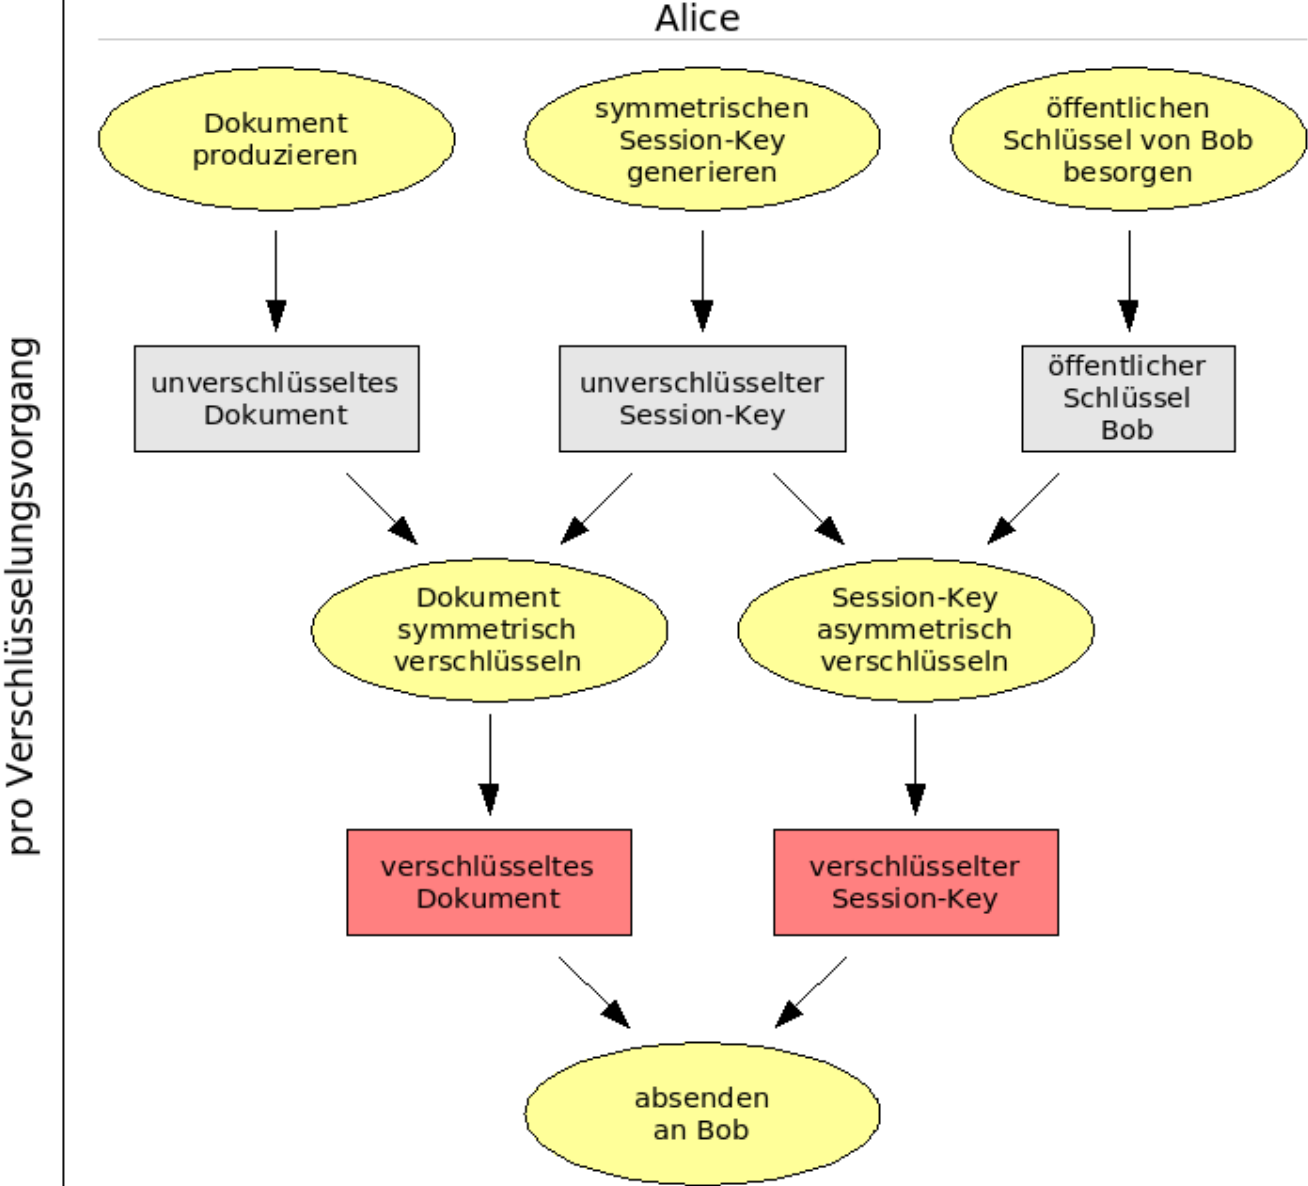 Alice
Dokument
produzieren
symmetrischen
Session-Key
generieren
öffentlichen
Schlüssel von Bob
besorgen
unverschlüsseltes
Dokument
unverschlüsselter
Session-Key
öffentlicher
Schlüssel
Bob
pro Verschlüsselungsvorgang
Dokument
symmetrisch
verschlüsseln
Session-Key
asymmetrisch
verschlüsseln
verschlüsseltes
Dokument
verschlüsselter
Session-Key
absenden
an Bob